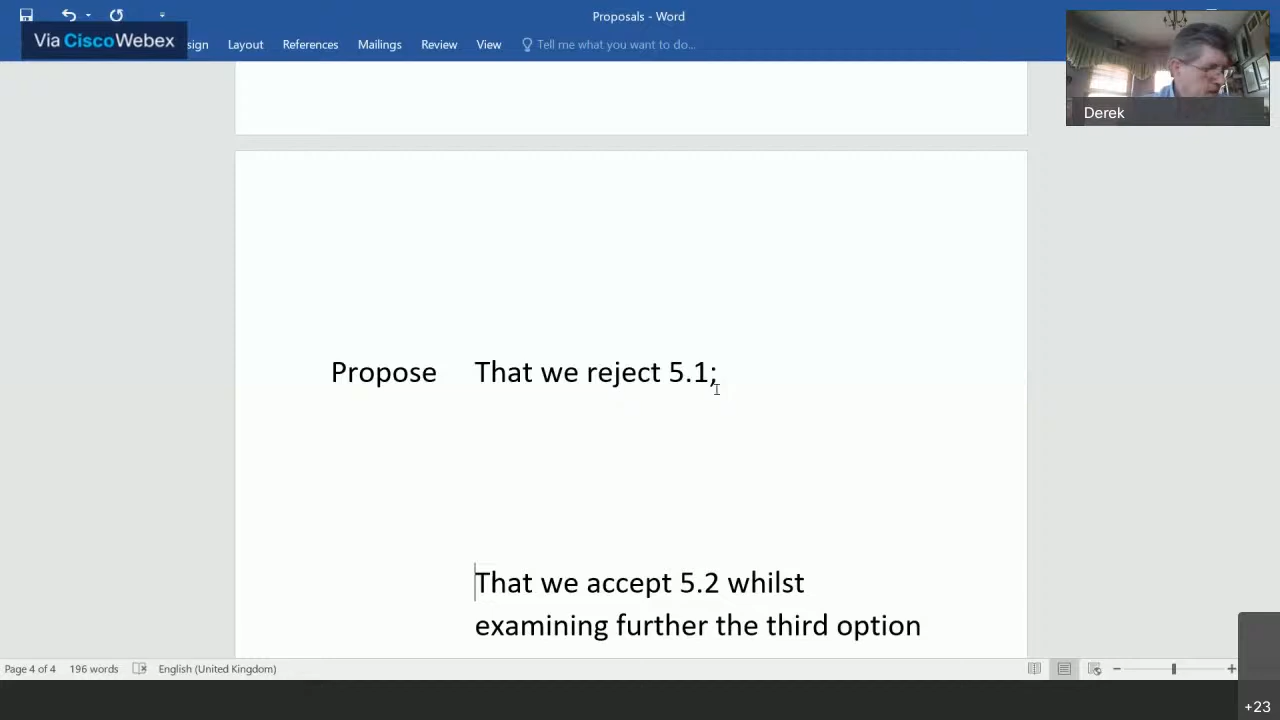 Proposals - Word
Via Cisco Webex
sign Layout References Mailings Review View Tell me what you want to do...
Derek
Propose That we reject 5.1;
That we accept 5.2 whilst
examining further the third option
Page 4 of 4 196 words English (United Kingdom)
+23